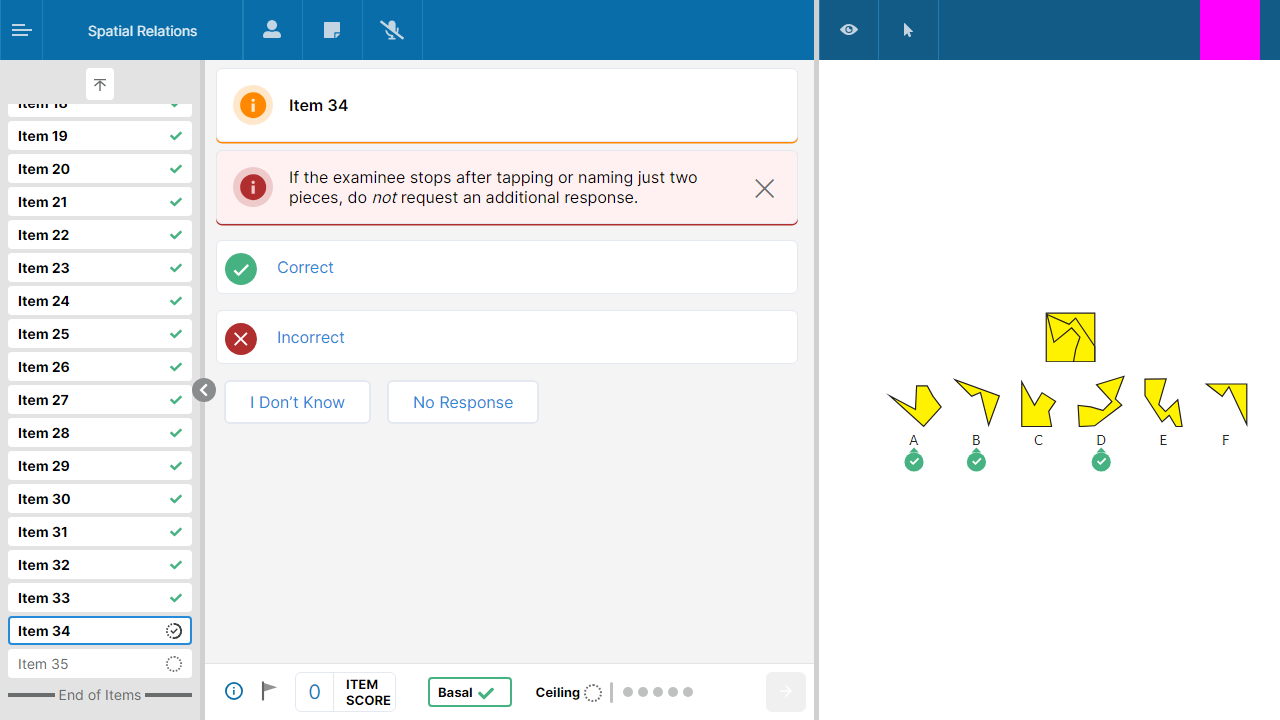 Spatial Relations
Item 18
Item 19
Item 20
Item 21
Item 22
Item 23
Item 24
Item 25
Item 26
Item 27
Item 28
Item 29
Item 30
Item 31
Item 32
Item 33
Item 34
Item 35
End of Items
Item 34
If the examinee stops after tapping or naming just two
pieces, do not request an additional response.
Correct
Incorrect
I Don’t Know
No Response
0
ITEM
SCORE
Basal
Ceiling
A
B
C
D
E
F